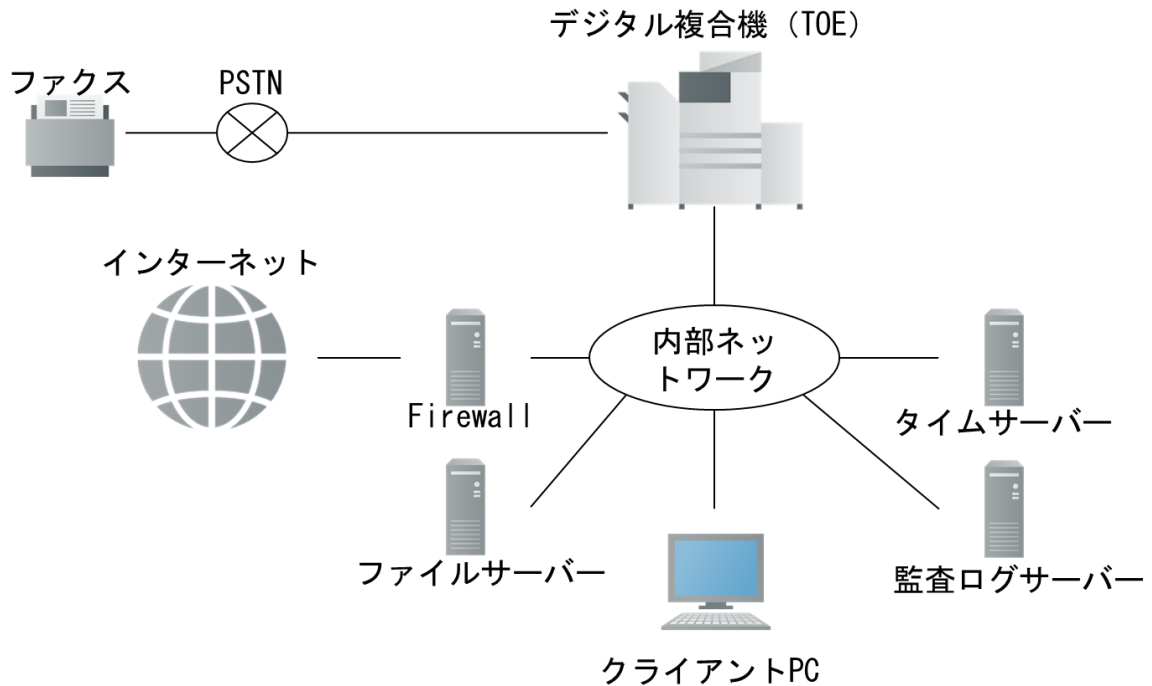 デジタル複合機（TOE）
ファクス
PSTN
インターネット
内部ネッ
トワーク
Firewall
タイムサーバー
ファイルサーバー
監査ログサーバー
クライアントPC